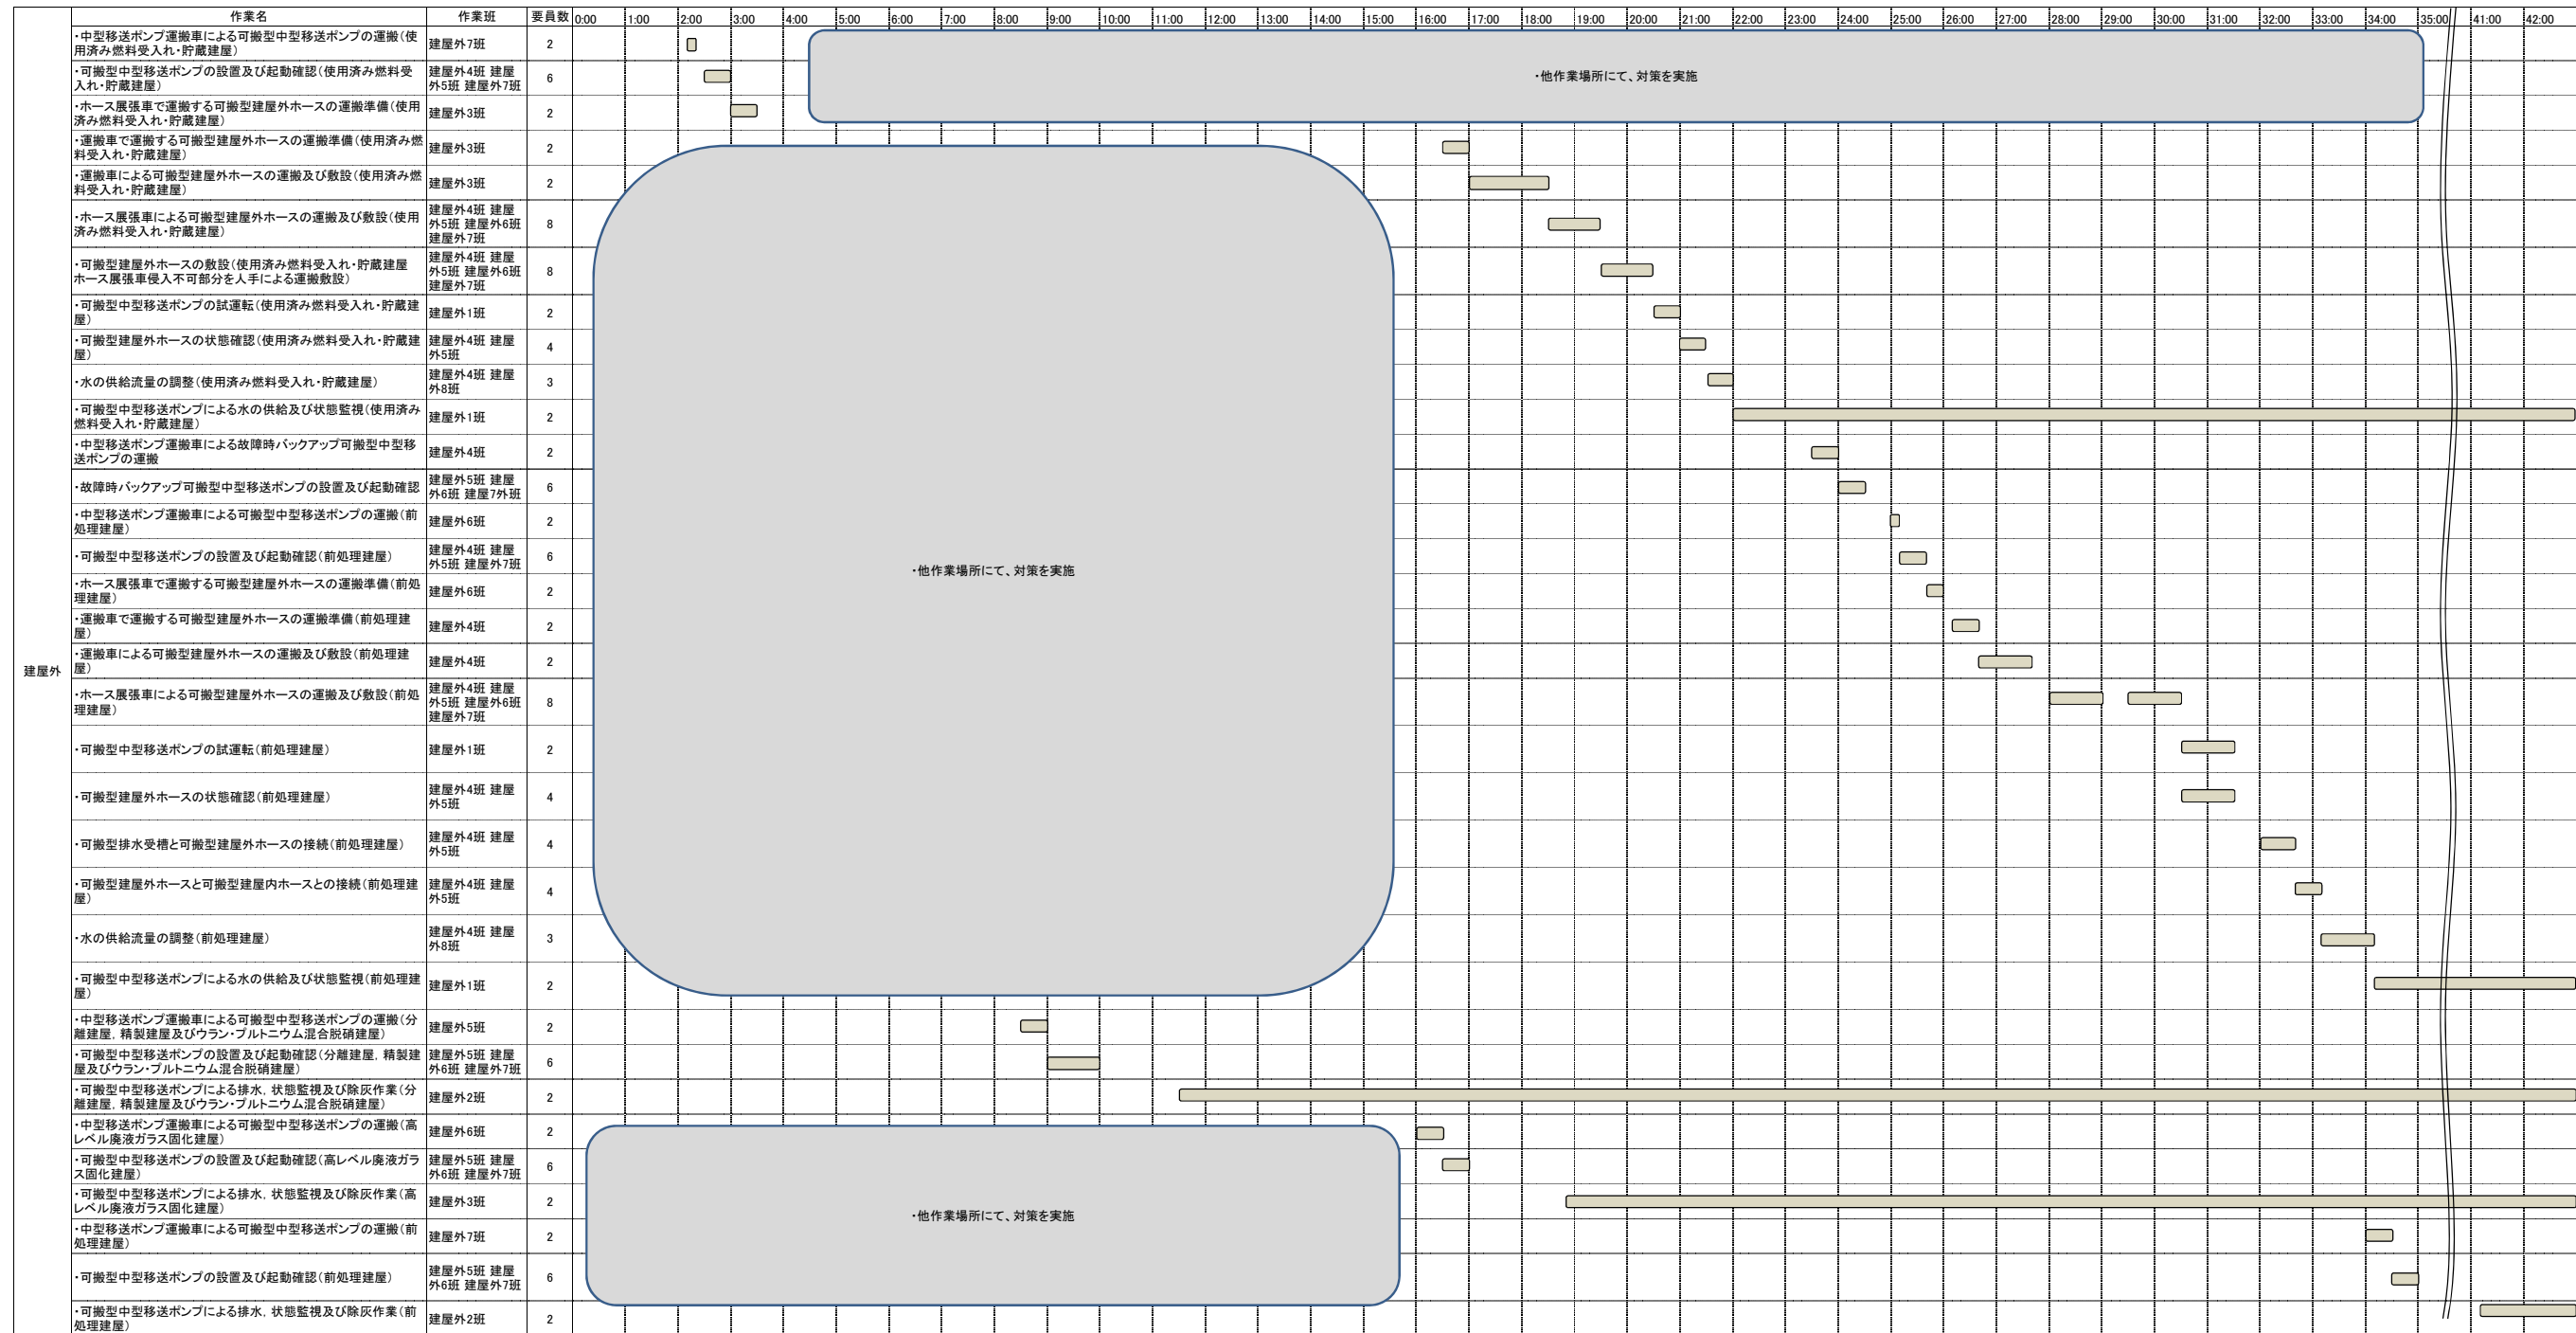 作業名 作業班 要員数 0:00 1:00 2:00 3:00 4:00 5:00 6:00 7:00 8:00 9:00 10:00 11:00 12:00 13:00 14:00 15:00 16:00 17:00 18:00 19:00 20:00 21:00 22:00 23:00 24:00 25:00 26:00 27:00 28:00 29:00 30:00 31:00 32:00 33:00 34:00 35:00 41:00 42:00
建屋外
・中型移送ポンプ運搬車による可搬型中型移送ポンプの運搬(使
用済み燃料受入れ・貯蔵建屋)
建屋外7班
2
・可搬型中型移送ポンプの設置及び起動確認(使用済み燃料受
入れ・貯蔵建屋)
建屋外4班 建屋
外5班 建屋外7班
6
・他作業場所にて、対策を実施
・ホース展張車で運搬する可搬型建屋外ホースの運搬準備(使用
済み燃料受入れ・貯蔵建屋)
建屋外3班
2
・運搬車で運搬する可搬型建屋外ホースの運搬準備(使用済み燃
料受入れ・貯蔵建屋)
建屋外3班
2
・運搬車による可搬型建屋外ホースの運搬及び敷設(使用済み燃
料受入れ・貯蔵建屋)
建屋外3班
2
・ホース展張車による可搬型建屋外ホースの運搬及び敷設(使用
済み燃料受入れ・貯蔵建屋)
建屋外4班 建屋
外5班 建屋外6班
建屋外7班
8
・可搬型建屋外ホースの敷設(使用済み燃料受入れ・貯蔵建屋
ホース展張車侵入不可部分を人手による運搬敷設)
建屋外4班 建屋
外5班 建屋外6班
建屋外7班
8
・可搬型中型移送ポンプの試運転(使用済み燃料受入れ・貯蔵建
屋)
建屋外1班
2
・可搬型建屋外ホースの状態確認(使用済み燃料受入れ・貯蔵建
屋)
建屋外4班 建屋
外5班
4
・水の供給流量の調整(使用済み燃料受入れ・貯蔵建屋)
建屋外4班 建屋
外8班
3
・可搬型中型移送ポンプによる水の供給及び状態監視(使用済み
燃料受入れ・貯蔵建屋)
建屋外1班
2
・中型移送ポンプ運搬車による故障時バックアップ可搬型中型移
送ポンプの運搬
建屋外4班
2
・故障時バックアップ可搬型中型移送ポンプの設置及び起動確認
建屋外5班 建屋
外6班 建屋7外班
6
・中型移送ポンプ運搬車による可搬型中型移送ポンプの運搬(前
処理建屋)
建屋外6班
2
・可搬型中型移送ポンプの設置及び起動確認(前処理建屋)
建屋外4班 建屋
外5班 建屋外7班
6
・他作業場所にて、対策を実施
・ホース展張車で運搬する可搬型建屋外ホースの運搬準備(前処
理建屋)
建屋外6班
2
・運搬車で運搬する可搬型建屋外ホースの運搬準備(前処理建
屋)
建屋外4班
2
・運搬車による可搬型建屋外ホースの運搬及び敷設(前処理建
屋)
建屋外4班
2
・ホース展張車による可搬型建屋外ホースの運搬及び敷設(前処
理建屋)
建屋外4班 建屋
外5班 建屋外6班
建屋外7班
8
・可搬型中型移送ポンプの試運転(前処理建屋)
建屋外1班
2
・可搬型建屋外ホースの状態確認(前処理建屋)
建屋外4班 建屋
外5班
4
・可搬型排水受槽と可搬型建屋外ホースの接続(前処理建屋)
建屋外4班 建屋
外5班
4
・可搬型建屋外ホースと可搬型建屋内ホースとの接続(前処理建
屋)
建屋外4班 建屋
外5班
4
・水の供給流量の調整(前処理建屋)
建屋外4班 建屋
外8班
3
・可搬型中型移送ポンプによる水の供給及び状態監視(前処理建
屋)
建屋外1班
2
・中型移送ポンプ運搬車による可搬型中型移送ポンプの運搬(分
離建屋,精製建屋及びウラン・プルトニウム混合脱硝建屋)
建屋外5班
2
・可搬型中型移送ポンプの設置及び起動確認(分離建屋,精製建
屋及びウラン・プルトニウム混合脱硝建屋)
建屋外5班 建屋
外6班 建屋外7班
6
・可搬型中型移送ポンプによる排水,状態監視及び除灰作業(分
離建屋,精製建屋及びウラン・プルトニウム混合脱硝建屋)
建屋外2班
2
・中型移送ポンプ運搬車による可搬型中型移送ポンプの運搬(高
レベル廃液ガラス固化建屋)
建屋外6班
2
・可搬型中型移送ポンプの設置及び起動確認(高レベル廃液ガラ
ス固化建屋)
建屋外5班 建屋
外6班 建屋外7班
6
・可搬型中型移送ポンプによる排水,状態監視及び除灰作業(高
レベル廃液ガラス固化建屋)
建屋外3班
2
・他作業場所にて、対策を実施
・中型移送ポンプ運搬車による可搬型中型移送ポンプの運搬(前
処理建屋)
建屋外7班
2
・可搬型中型移送ポンプの設置及び起動確認(前処理建屋)
建屋外5班 建屋
外6班 建屋外7班
6
・可搬型中型移送ポンプによる排水,状態監視及び除灰作業(前
処理建屋)
建屋外2班
2